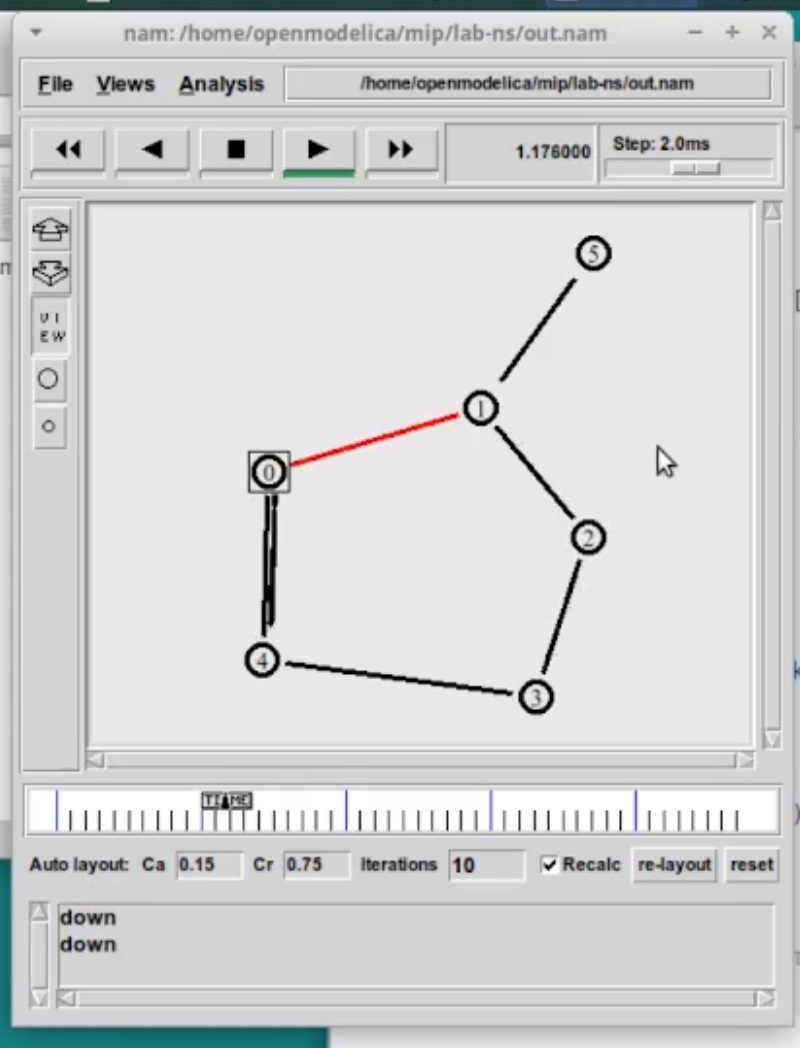 nam: /home/openmodelica/mip/lab-ns/out.nam
File Views Analysis /home/openmodelica/mip/lab-ns/out.nam
1.176000 Step: 2.0ms
VI
EW
5
1
0
2
4
3
TIME
Auto layout: Ca 0.15 Cr 0.75 Iterations 10 Recalc re-layout reset
down
down